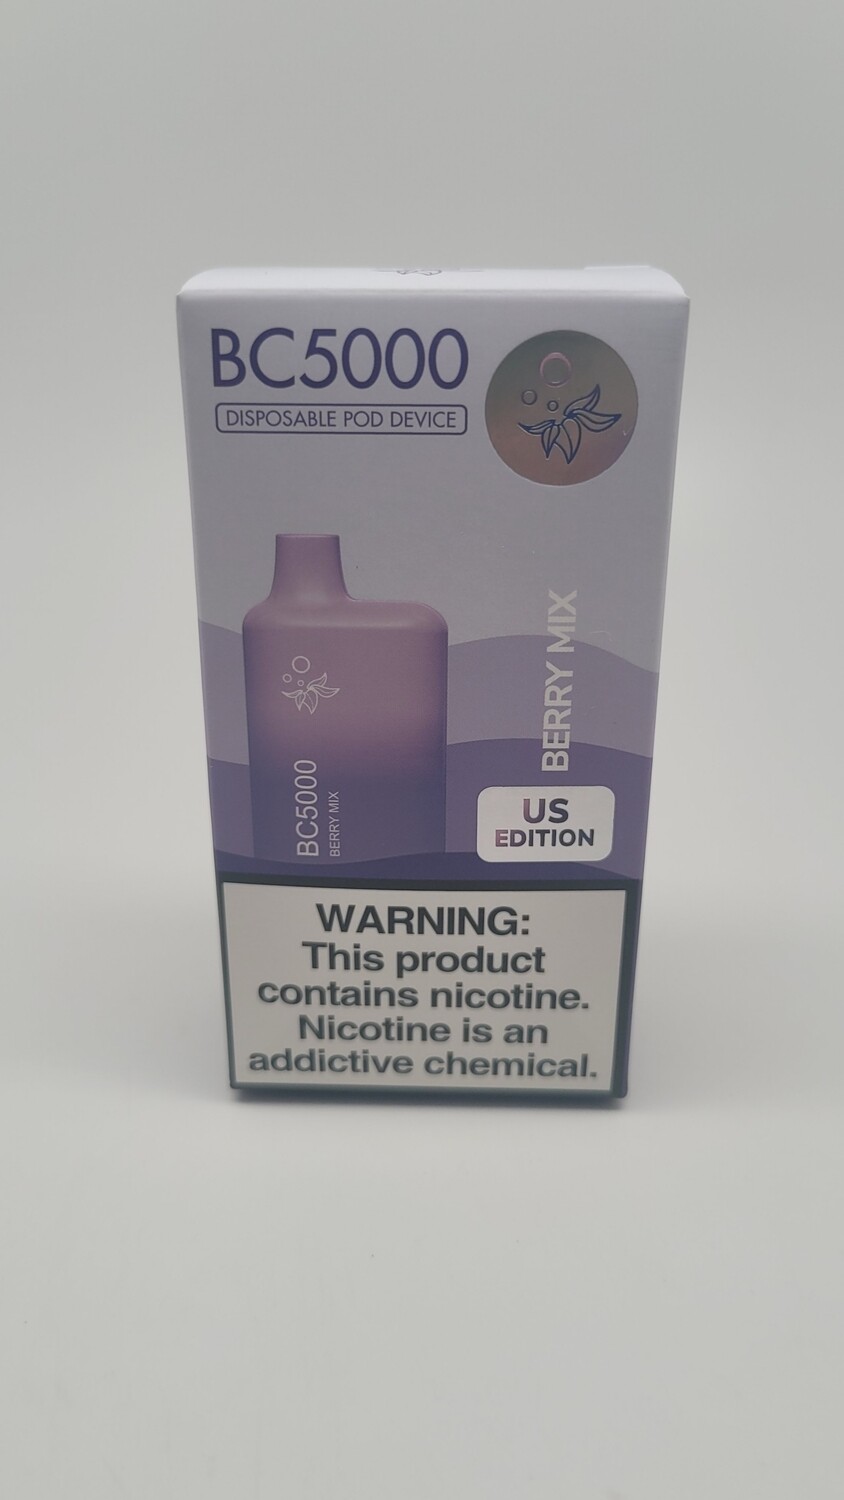 BC5000
DISPOSABLE POD DEVICE
BERRY MIX
BC5000
BERRY MIX
US
EDITION
WARNING:
This product
contains nicotine.
Nicotine is an
addictive chemical.